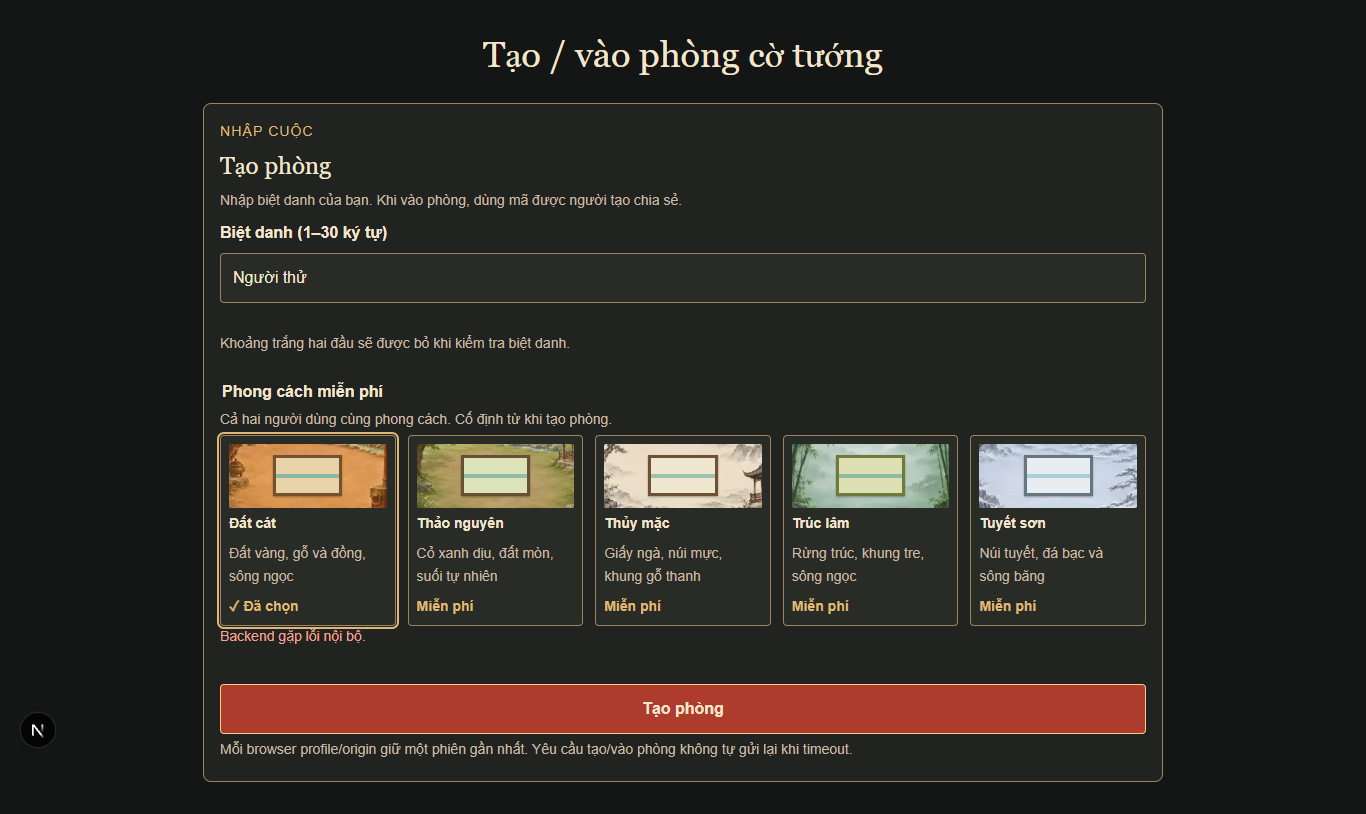 Tạo / vào phòng cờ tướng
NHẬP CUỘC
Tạo phòng
Nhập biệt danh của bạn. Khi vào phòng, dùng mã được người tạo chia sẻ.
Biệt danh (1–30 ký tự)
Người thử
Khoảng trắng hai đầu sẽ được bỏ khi kiểm tra biệt danh.
Phong cách miễn phí
Cả hai người dùng cùng phong cách. Cố định từ khi tạo phòng.
Đất cát
Đất vàng, gỗ và đồng,
sông ngọc
✓ Đã chọn
Thảo nguyên
Cỏ xanh dịu, đất mòn,
suối tự nhiên
Miễn phí
Thủy mặc
Giấy ngà, núi mực,
khung gỗ thanh
Miễn phí
Trúc lâm
Rừng trúc, khung tre,
sông ngọc
Miễn phí
Tuyết sơn
Núi tuyết, đá bạc và
sông băng
Miễn phí
Backend gặp lỗi nội bộ.
Tạo phòng
N
Mỗi browser profile/origin giữ một phiên gần nhất. Yêu cầu tạo/vào phòng không tự gửi lại khi timeout.